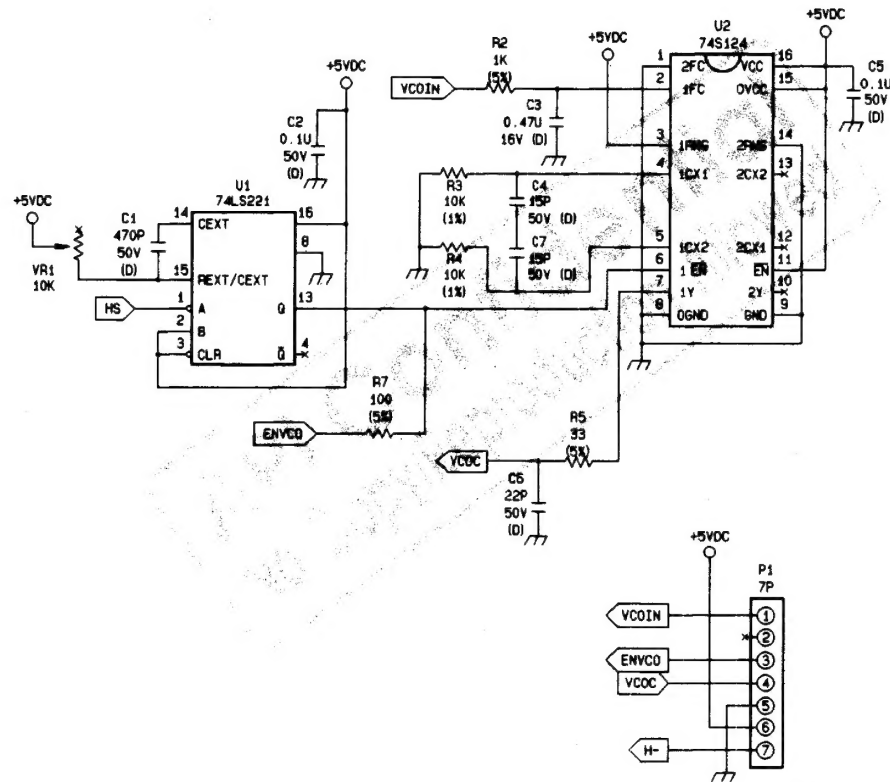 +5VDC
C2
0.1U
50V
(D)
U1
74LS221
+5VDC
VR1
10K
C1
470P
50V
(D)
14 CEXT
15 REXT/CEXT
HS
1 A
2 B
3 CLR
16
8
13 Q
4 Q̅
R7
100
(5%)
ENVCO
VCOIN
R2
1K
(5%)
C3
0.47U
16V (D)
+5VDC
R3
10K
(1%)
R4
10K
(1%)
C4
15P
50V (D)
C7
15P
50V (D)
U2
74S124
1 2FC
2 1FC
3 1RNG
4 1CX1
5 1CX2
6 1 E̅N̅
7 1Y
8 0GND
VCC 16
0VCC 15
2RNG 14
2CX2 13
2CX1 12
E̅N̅ 11
2Y 10
GND 9
+5VDC
C5
0.1U
50V
(D)
VCOC
R5
33
(5%)
C6
22P
50V
(D)
+5VDC
P1
7P
VCOIN 1
2
ENVCO 3
VCOC 4
5
6
H- 7